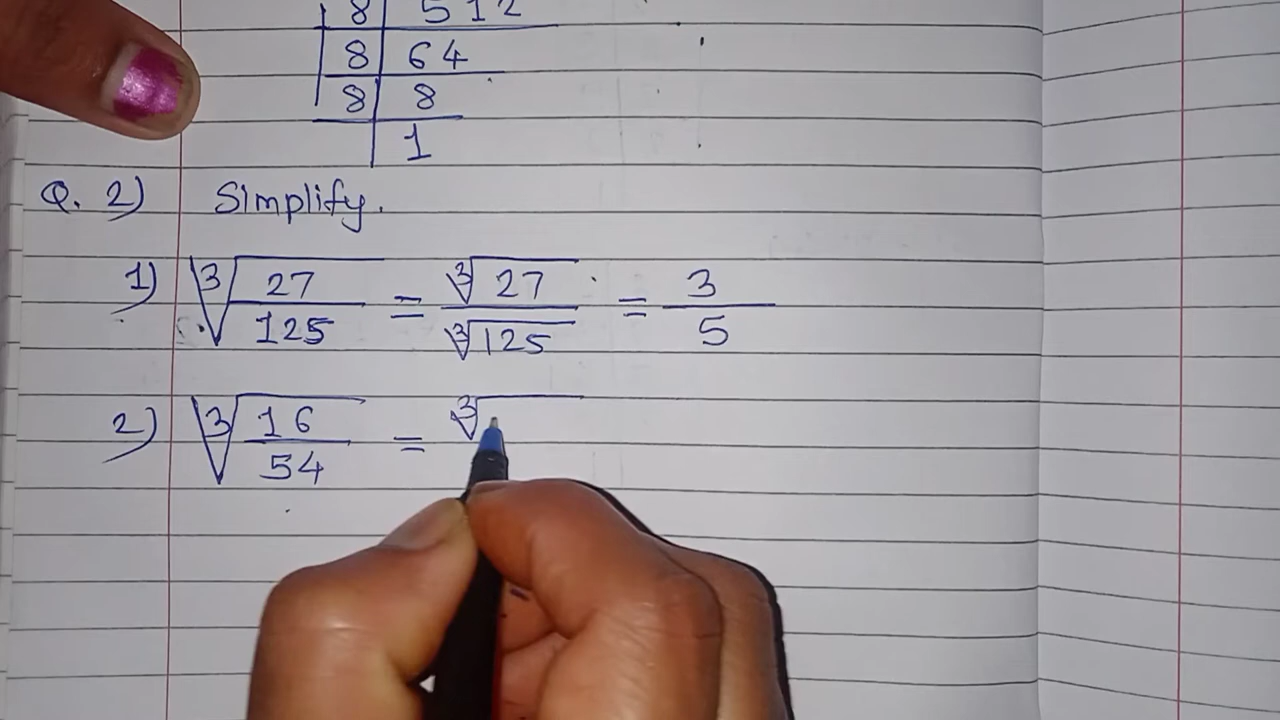 8 512
8 64
8 8
1
Q. 2) Simplify.
1) ∛(27/125) = ∛27/∛125 = 3/5
2) ∛(16/54) = ∛